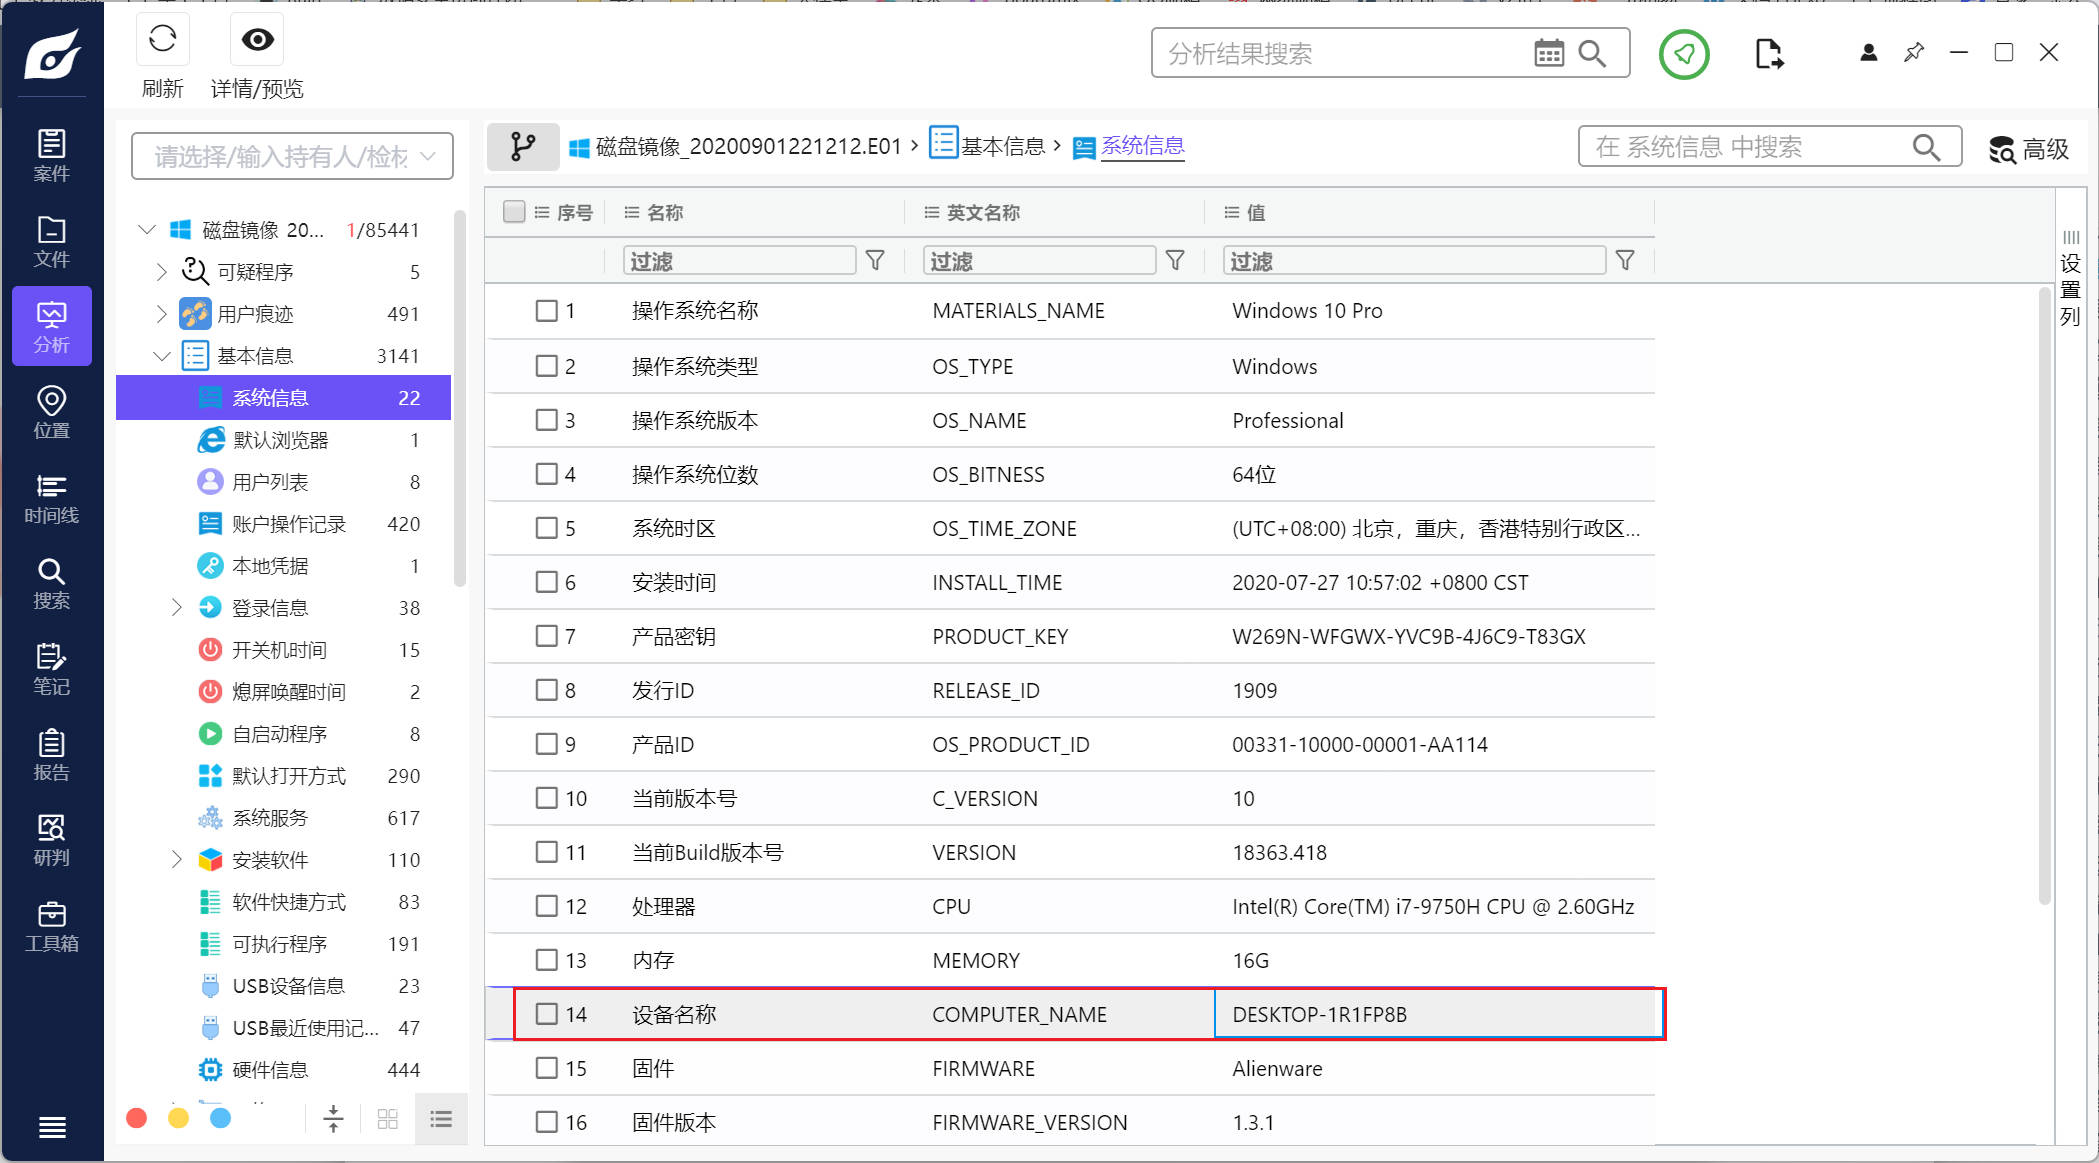 刷新
详情/预览
分析结果搜索
案件
文件
分析
位置
时间线
搜索
笔记
报告
研判
工具箱
请选择/输入持有人/检材
磁盘镜像 20... 1/85441
可疑程序 5
用户痕迹 491
基本信息 3141
系统信息 22
默认浏览器 1
用户列表 8
账户操作记录 420
本地凭据 1
登录信息 38
开关机时间 15
熄屏唤醒时间 2
自启动程序 8
默认打开方式 290
系统服务 617
安装软件 110
软件快捷方式 83
可执行程序 191
USB设备信息 23
USB最近使用记... 47
硬件信息 444
磁盘镜像_20200901221212.E01 › 基本信息 › 系统信息
在 系统信息 中搜索
高级
序号 名称 英文名称 值
过滤 过滤 过滤
1 操作系统名称 MATERIALS_NAME Windows 10 Pro
2 操作系统类型 OS_TYPE Windows
3 操作系统版本 OS_NAME Professional
4 操作系统位数 OS_BITNESS 64位
5 系统时区 OS_TIME_ZONE (UTC+08:00) 北京，重庆，香港特别行政区...
6 安装时间 INSTALL_TIME 2020-07-27 10:57:02 +0800 CST
7 产品密钥 PRODUCT_KEY W269N-WFGWX-YVC9B-4J6C9-T83GX
8 发行ID RELEASE_ID 1909
9 产品ID OS_PRODUCT_ID 00331-10000-00001-AA114
10 当前版本号 C_VERSION 10
11 当前Build版本号 VERSION 18363.418
12 处理器 CPU Intel(R) Core(TM) i7-9750H CPU @ 2.60GHz
13 内存 MEMORY 16G
14 设备名称 COMPUTER_NAME DESKTOP-1R1FP8B
15 固件 FIRMWARE Alienware
16 固件版本 FIRMWARE_VERSION 1.3.1
设置列